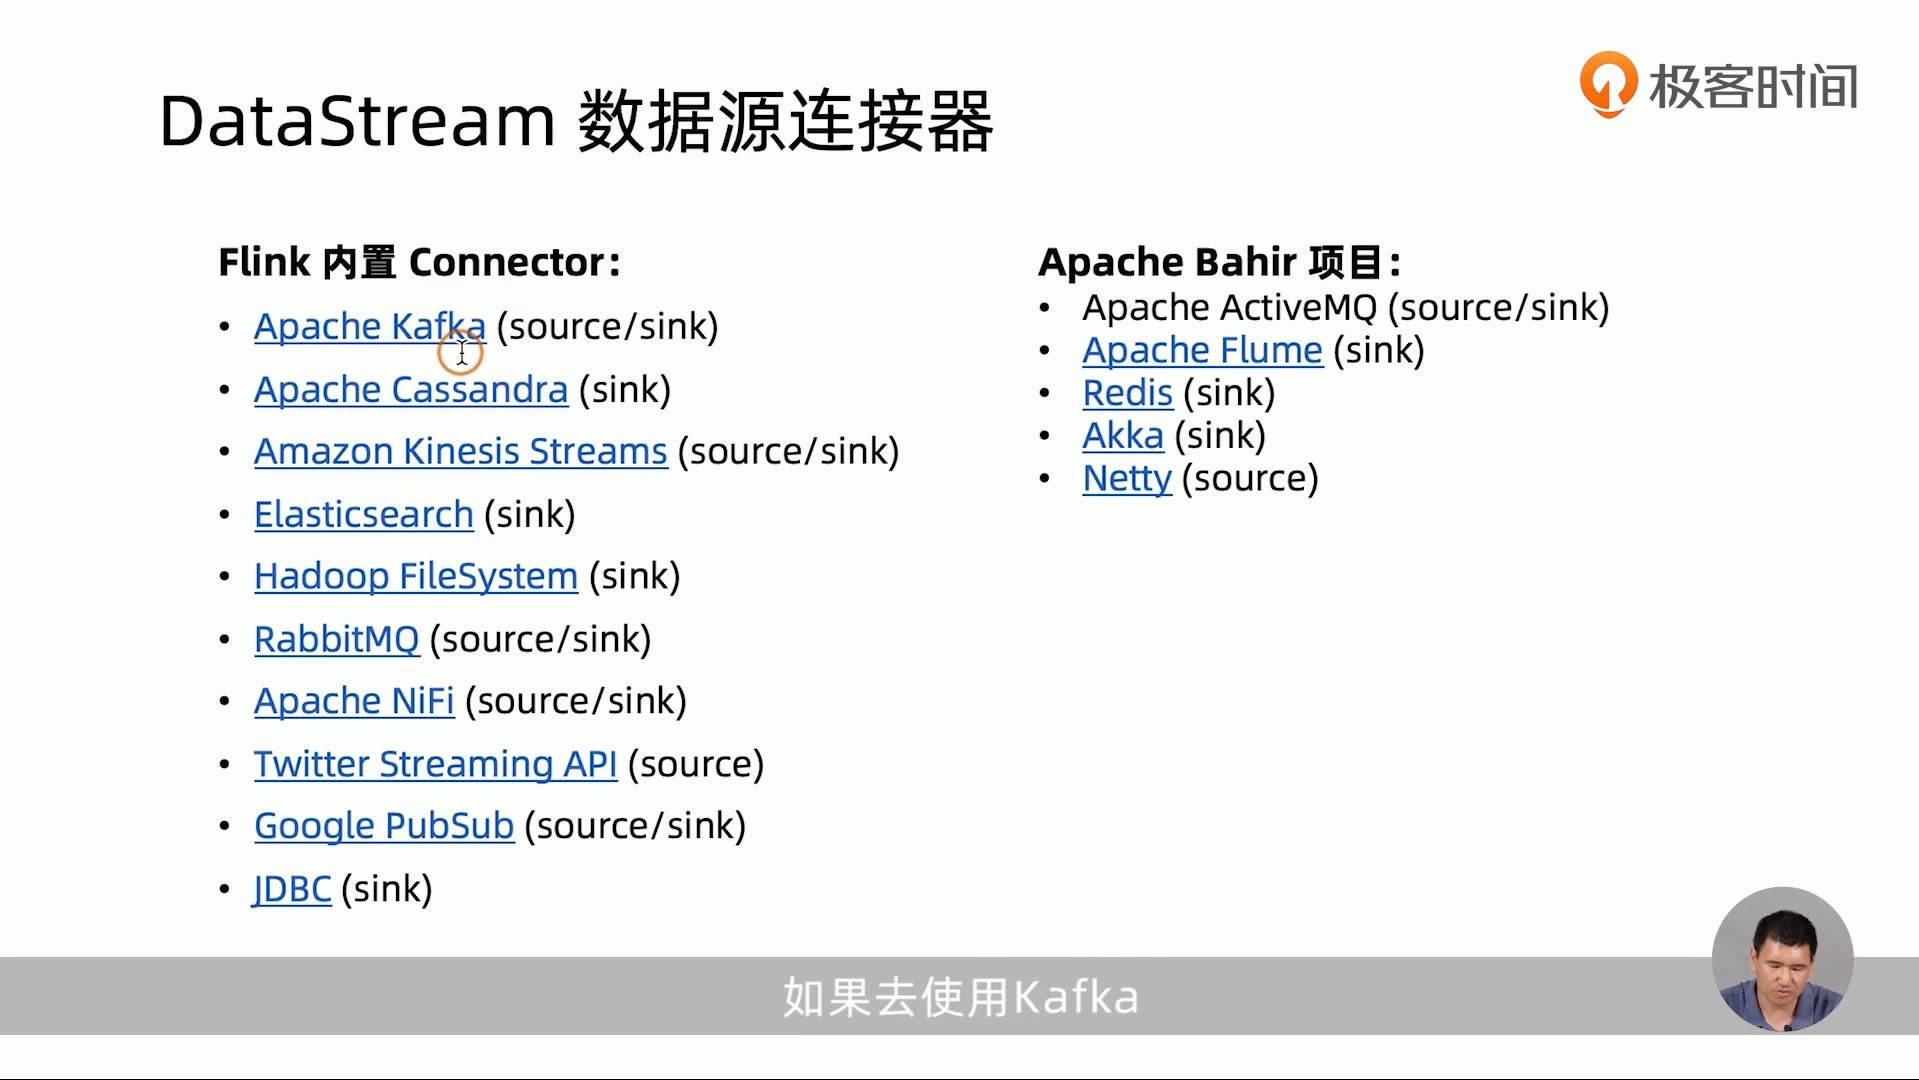 极客时间
DataStream 数据源连接器
Flink 内置 Connector：
• Apache Kafka (source/sink)
• Apache Cassandra (sink)
• Amazon Kinesis Streams (source/sink)
• Elasticsearch (sink)
• Hadoop FileSystem (sink)
• RabbitMQ (source/sink)
• Apache NiFi (source/sink)
• Twitter Streaming API (source)
• Google PubSub (source/sink)
• JDBC (sink)
Apache Bahir 项目：
• Apache ActiveMQ (source/sink)
• Apache Flume (sink)
• Redis (sink)
• Akka (sink)
• Netty (source)
如果去使用Kafka